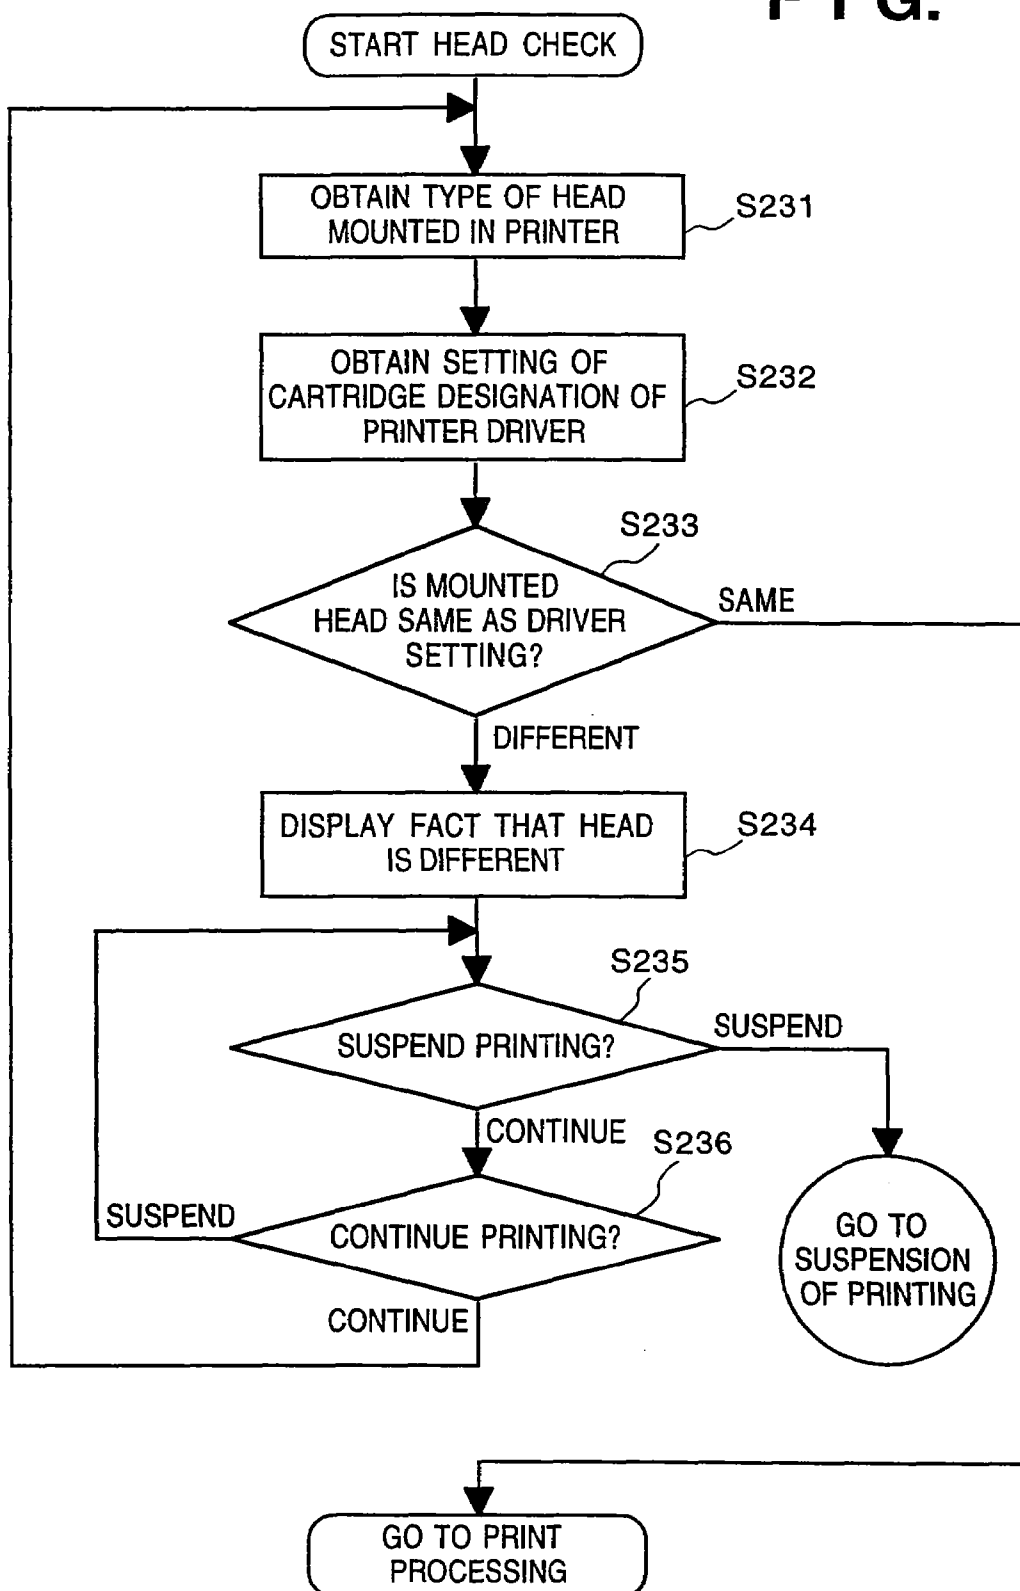 FIG.
START HEAD CHECK
OBTAIN TYPE OF HEAD
MOUNTED IN PRINTER
S231
OBTAIN SETTING OF
CARTRIDGE DESIGNATION OF
PRINTER DRIVER
S232
S233
IS MOUNTED
HEAD SAME AS DRIVER
SETTING?
SAME
DIFFERENT
DISPLAY FACT THAT HEAD
IS DIFFERENT
S234
S235
SUSPEND PRINTING?
SUSPEND
CONTINUE
S236
CONTINUE PRINTING?
SUSPEND
CONTINUE
GO TO
SUSPENSION
OF PRINTING
GO TO PRINT
PROCESSING